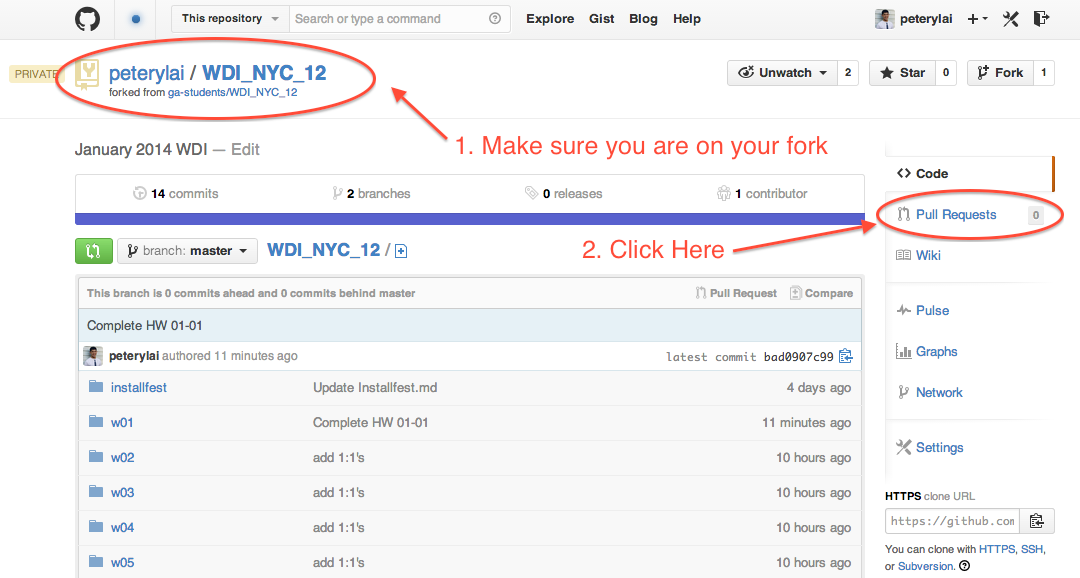 This repository Search or type a command Explore Gist Blog Help peterylai
PRIVATE peterylai / WDI_NYC_12 Unwatch 2 Star 0 Fork 1
forked from ga-students/WDI_NYC_12
1. Make sure you are on your fork
January 2014 WDI — Edit
14 commits 2 branches 0 releases 1 contributor
branch: master WDI_NYC_12 /
2. Click Here
This branch is 0 commits ahead and 0 commits behind master Pull Request Compare
Complete HW 01-01
peterylai authored 11 minutes ago latest commit bad0907c99
installfest Update Installfest.md 4 days ago
w01 Complete HW 01-01 11 minutes ago
w02 add 1:1's 10 hours ago
w03 add 1:1's 10 hours ago
w04 add 1:1's 10 hours ago
w05 add 1:1's 10 hours ago
Code
Pull Requests 0
Wiki
Pulse
Graphs
Network
Settings
HTTPS clone URL
https://github.com
You can clone with HTTPS, SSH,
or Subversion.